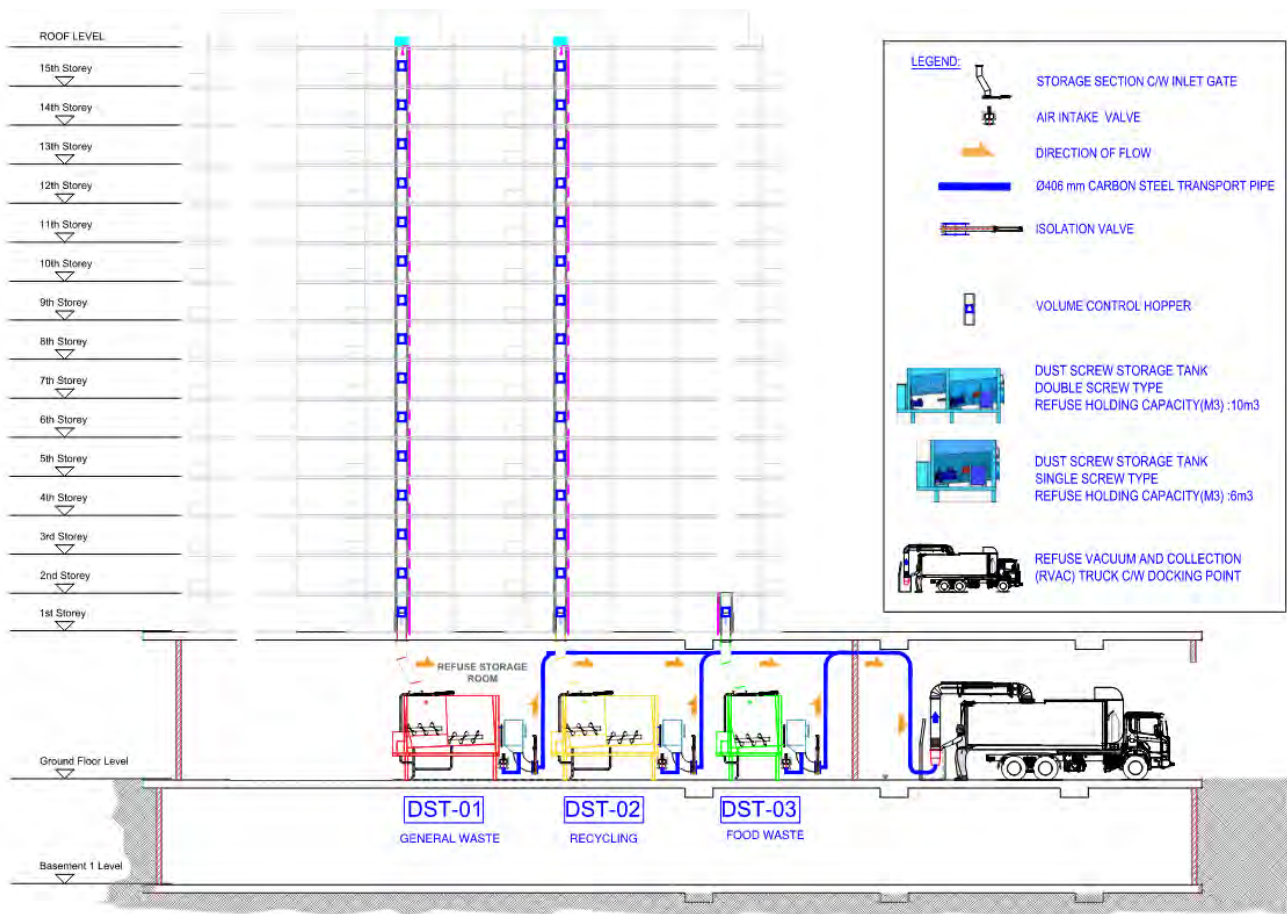 ROOF LEVEL
15th Storey
14th Storey
13th Storey
12th Storey
11th Storey
10th Storey
9th Storey
8th Storey
7th Storey
6th Storey
5th Storey
4th Storey
3rd Storey
2nd Storey
1st Storey
Ground Floor Level
Basement 1 Level
REFUSE STORAGE
ROOM
DST-01
GENERAL WASTE
DST-02
RECYCLING
DST-03
FOOD WASTE
LEGEND:
STORAGE SECTION C/W INLET GATE
AIR INTAKE VALVE
DIRECTION OF FLOW
Ø406 mm CARBON STEEL TRANSPORT PIPE
ISOLATION VALVE
VOLUME CONTROL HOPPER
DUST SCREW STORAGE TANK
DOUBLE SCREW TYPE
REFUSE HOLDING CAPACITY(M3) :10m3
DUST SCREW STORAGE TANK
SINGLE SCREW TYPE
REFUSE HOLDING CAPACITY(M3) :6m3
REFUSE VACUUM AND COLLECTION
(RVAC) TRUCK C/W DOCKING POINT